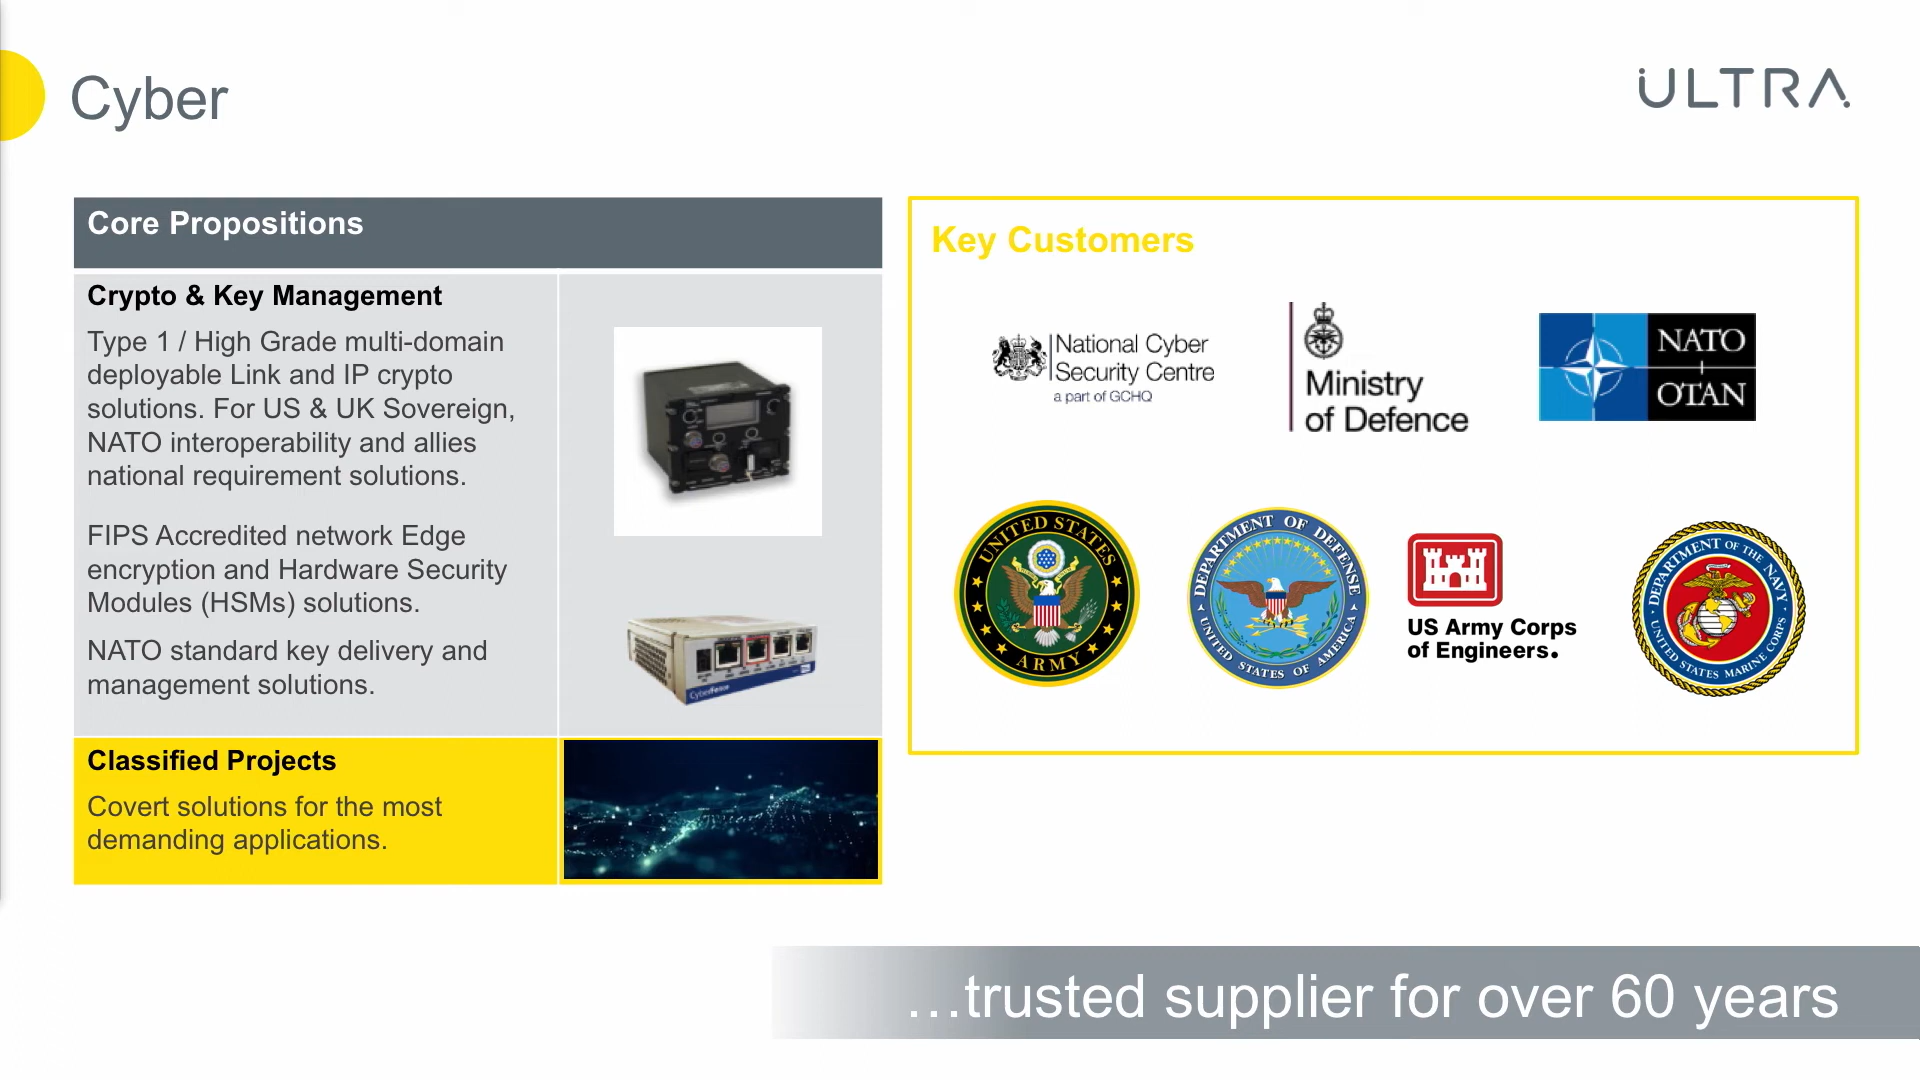 Cyber
ULTRA
Core Propositions
Crypto & Key Management
Type 1 / High Grade multi-domain
deployable Link and IP crypto
solutions. For US & UK Sovereign,
NATO interoperability and allies
national requirement solutions.
FIPS Accredited network Edge
encryption and Hardware Security
Modules (HSMs) solutions.
NATO standard key delivery and
management solutions.
CyberFence
Classified Projects
Covert solutions for the most
demanding applications.
Key Customers
National Cyber
Security Centre
a part of GCHQ
Ministry
of Defence
NATO
OTAN
UNITED STATES
ARMY
DEPARTMENT OF DEFENSE
UNITED STATES OF AMERICA
US Army Corps
of Engineers.
DEPARTMENT OF THE NAVY
UNITED STATES MARINE CORPS
...trusted supplier for over 60 years